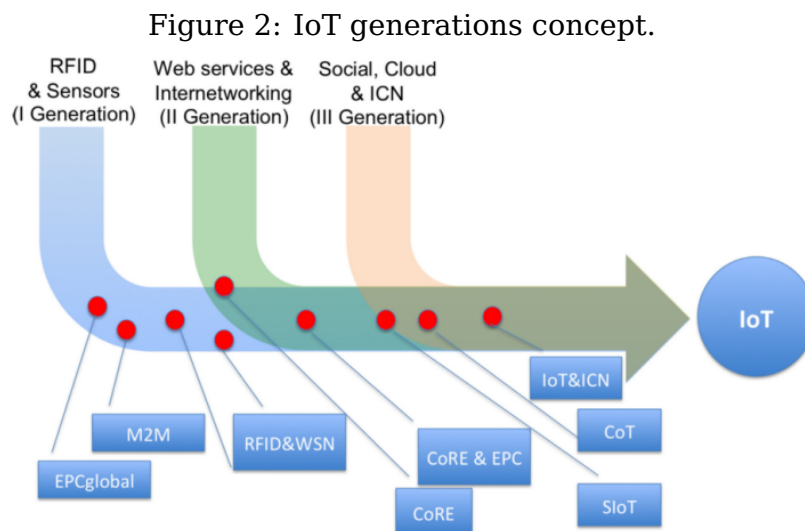 Figure 2: IoT generations concept.
RFID
& Sensors
(I Generation)
Web services &
Internetworking
(II Generation)
Social, Cloud
& ICN
(III Generation)
IoT
IoT&ICN
M2M
RFID&WSN
CoT
CoRE & EPC
EPCglobal
CoRE
SIoT